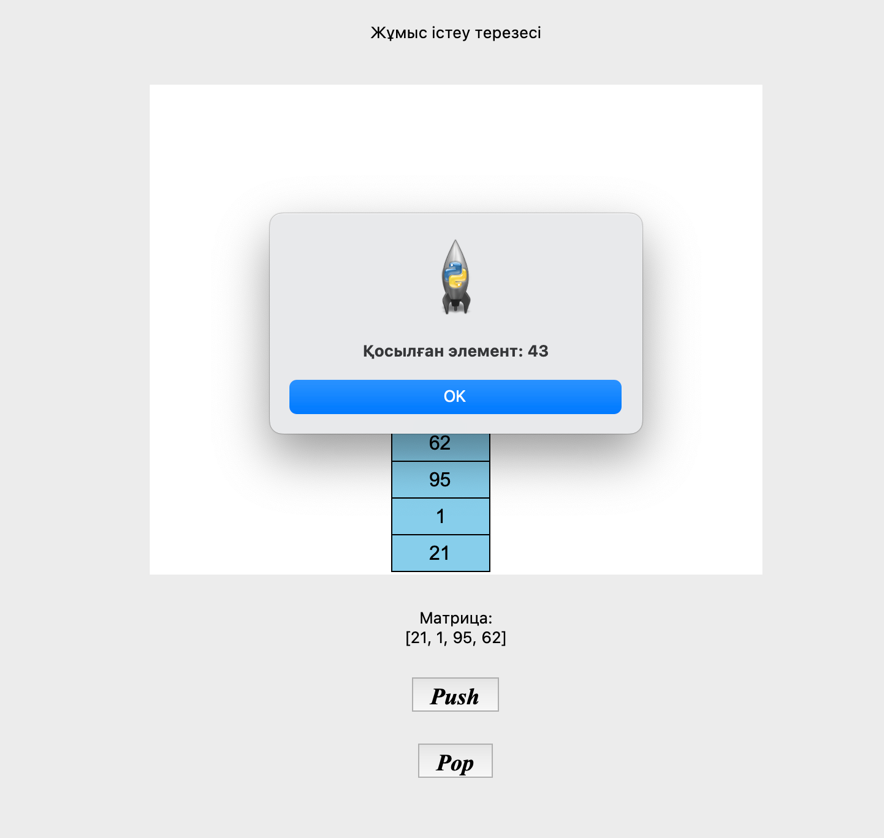 Жұмыс істеу терезесі
Қосылған элемент: 43
OK
62
95
1
21
Матрица:
[21, 1, 95, 62]
Push
Pop